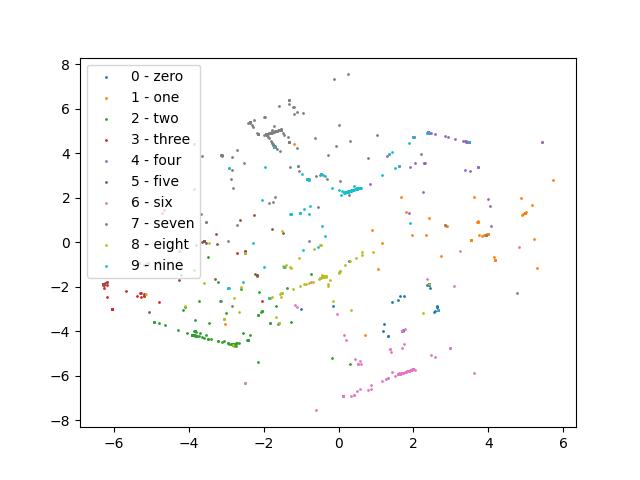 8
6
4
2
0
−2
−4
−6
−8
−6
−4
−2
0
2
4
6
0 - zero
1 - one
2 - two
3 - three
4 - four
5 - five
6 - six
7 - seven
8 - eight
9 - nine